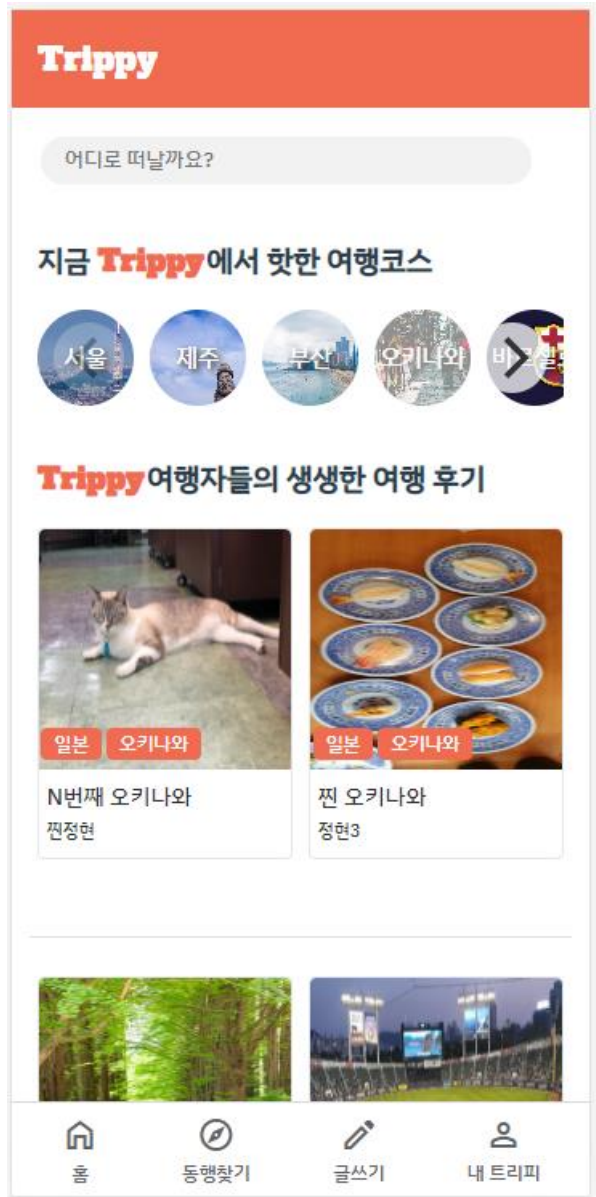 Trippy
어디로 떠날까요?
지금 Trippy에서 핫한 여행코스
서울 제주 부산 오키나와
Trippy여행자들의 생생한 여행 후기
일본 오키나와 일본 오키나와
N번째 오키나와 찐 오키나와
찐정현 정현3
홈 동행찾기 글쓰기 내 트리피